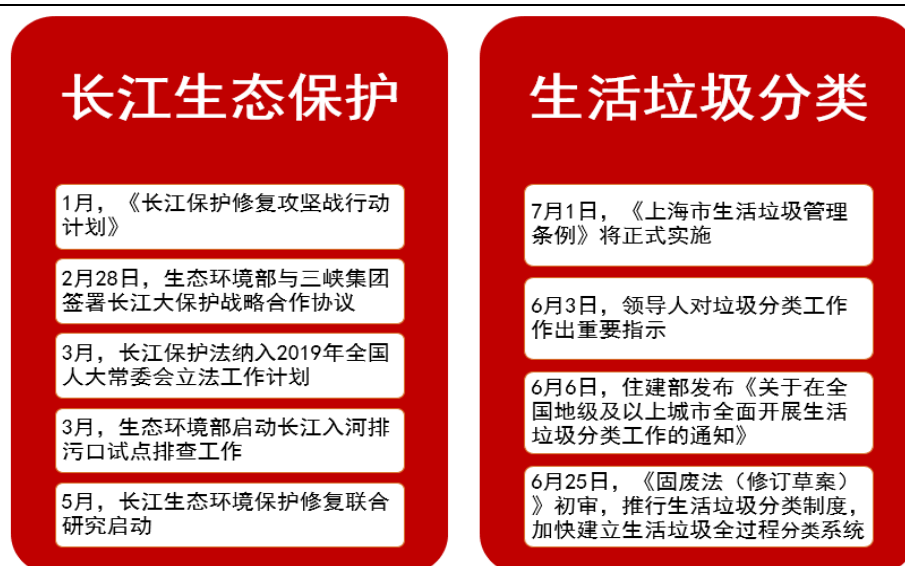 长江生态保护
1月，《长江保护修复攻坚战行动
计划》
2月28日，生态环境部与三峡集团
签署长江大保护战略合作协议
3月，长江保护法纳入2019年全国
人大常委会立法工作计划
3月，生态环境部启动长江入河排
污口试点排查工作
5月，长江生态环境保护修复联合
研究启动
生活垃圾分类
7月1日，《上海市生活垃圾管理
条例》将正式实施
6月3日，领导人对垃圾分类工作
作出重要指示
6月6日，住建部发布《关于在全
国地级及以上城市全面开展生活
垃圾分类工作的通知》
6月25日，《固废法（修订草案）
》初审，推行生活垃圾分类制度，
加快建立生活垃圾全过程分类系统